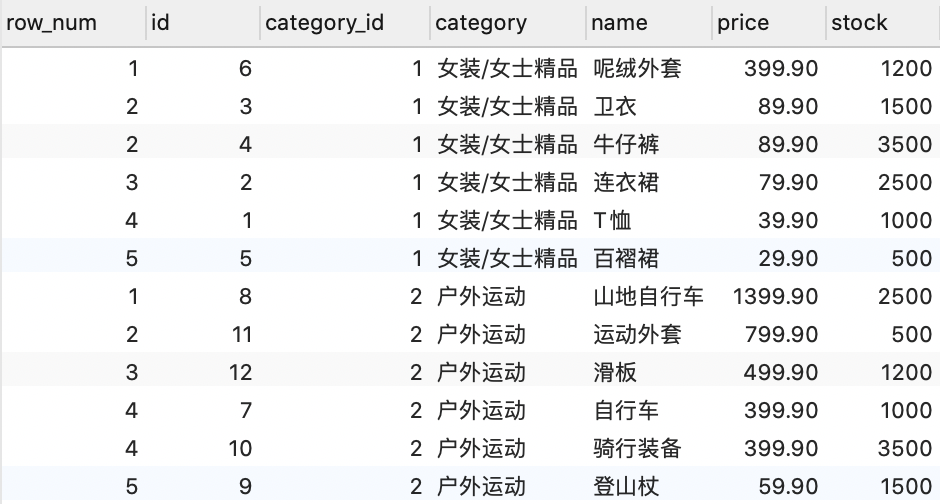 row_num id category_id category name price stock
1 6 1 女装/女士精品 呢绒外套 399.90 1200
2 3 1 女装/女士精品 卫衣 89.90 1500
2 4 1 女装/女士精品 牛仔裤 89.90 3500
3 2 1 女装/女士精品 连衣裙 79.90 2500
4 1 1 女装/女士精品 T恤 39.90 1000
5 5 1 女装/女士精品 百褶裙 29.90 500
1 8 2 户外运动 山地自行车 1399.90 2500
2 11 2 户外运动 运动外套 799.90 500
3 12 2 户外运动 滑板 499.90 1200
4 7 2 户外运动 自行车 399.90 1000
4 10 2 户外运动 骑行装备 399.90 3500
5 9 2 户外运动 登山杖 59.90 1500